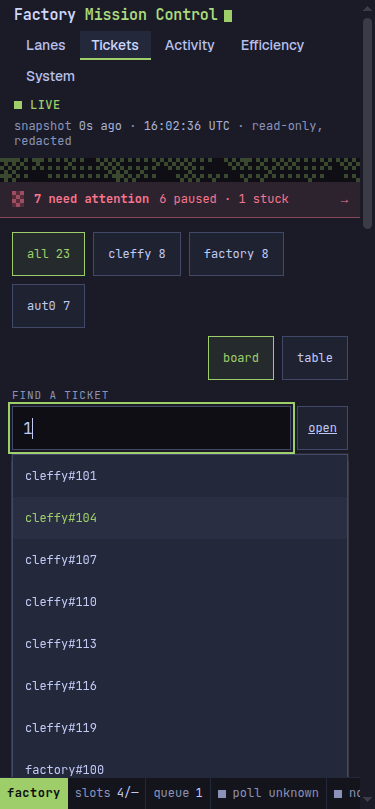 Factory Mission Control
Lanes Tickets Activity Efficiency
System
LIVE
snapshot 0s ago · 16:02:36 UTC · read-only,
redacted
7 need attention 6 paused · 1 stuck →
all 23 cleffy 8 factory 8
aut0 7
board table
FIND A TICKET
1 open
cleffy#101
cleffy#104
cleffy#107
cleffy#110
cleffy#113
cleffy#116
cleffy#119
factory#100
factory slots 4/— queue 1 poll unknown